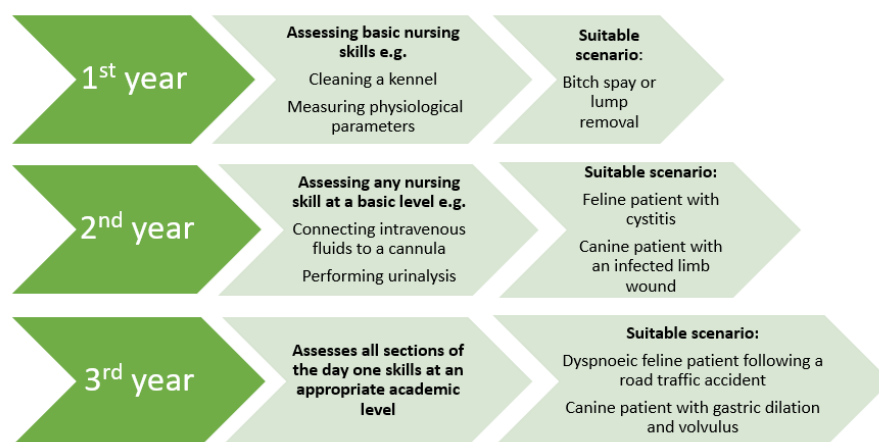 1st year
Assessing basic nursing
skills e.g.
Cleaning a kennel
Measuring physiological
parameters
Suitable
scenario:
Bitch spay or
lump
removal
2nd year
Assessing any nursing
skill at a basic level e.g.
Connecting intravenous
fluids to a cannula
Performing urinalysis
Suitable scenario:
Feline patient with
cystitis
Canine patient with
an infected limb
wound
3rd year
Assesses all sections of
the day one skills at an
appropriate academic
level
Suitable scenario:
Dyspnoeic feline patient following a
road traffic accident
Canine patient with gastric dilation
and volvulus